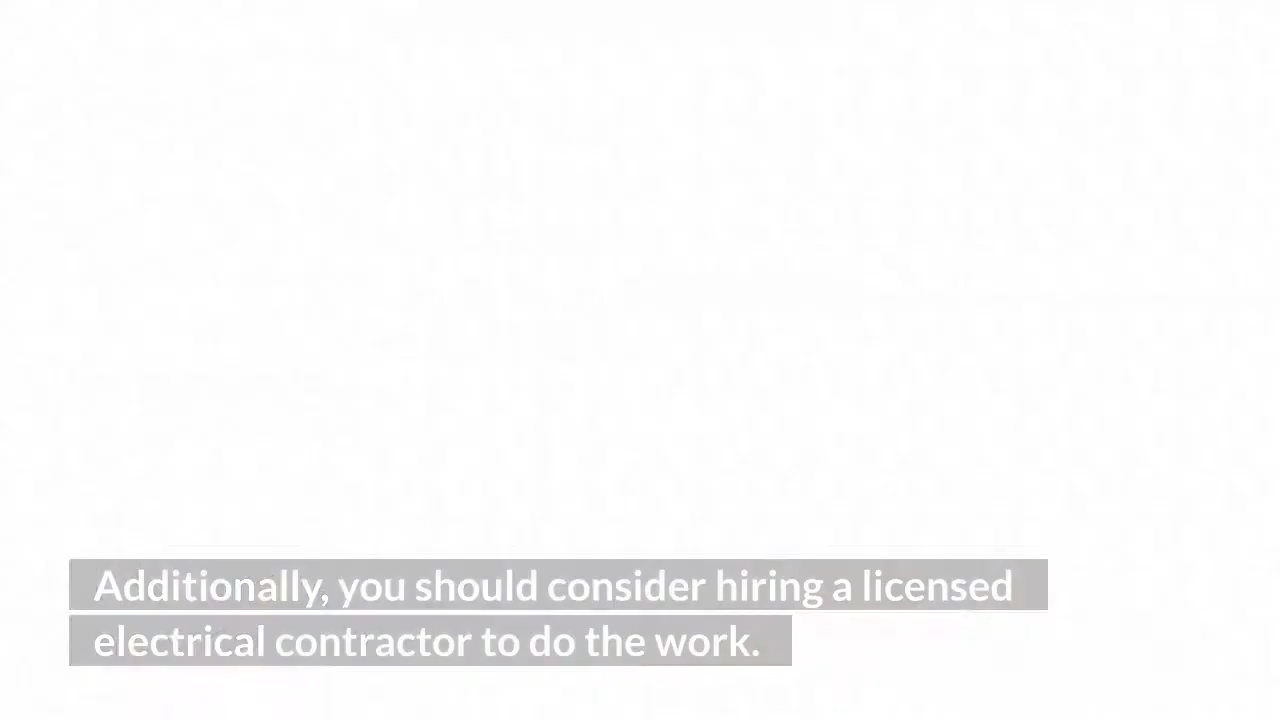 Additionally, you should consider hiring a licensed
electrical contractor to do the work.